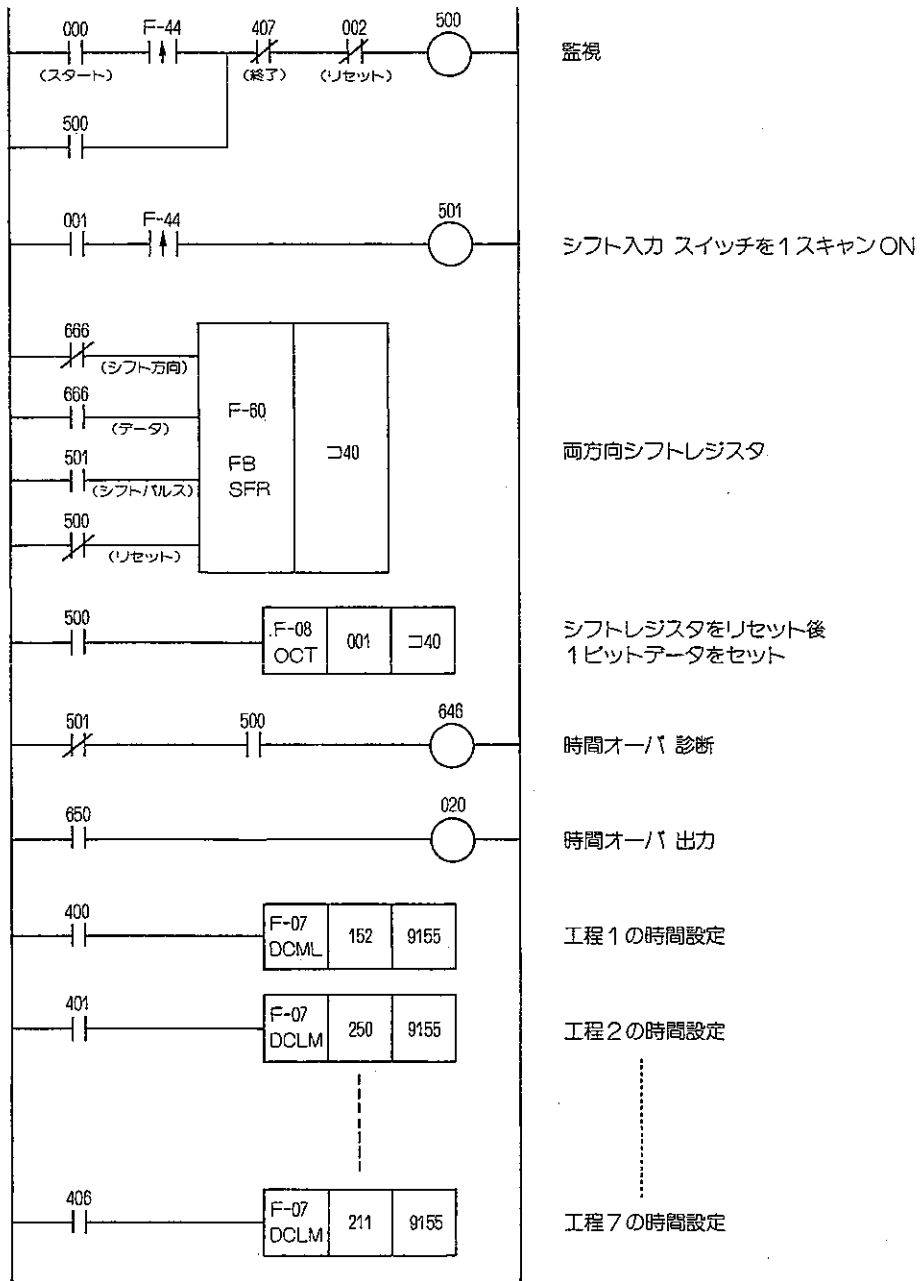 000 F-44 407 002 500
(スタート) (終了) (リセット)
監視
500
001 F-44 501
シフト入力 スイッチを1スキャンON
666
(シフト方向)
666
(データ)
501
(シフトパルス)
500
(リセット)
F-60
FB
SFR
コ40
両方向シフトレジスタ
500
.F-08
OCT
001
コ40
シフトレジスタをリセット後
1ビットデータをセット
501 500 646
時間オーバ 診断
650 020
時間オーバ 出力
400
F-07
DCML
152
9155
工程1の時間設定
401
F-07
DCLM
250
9155
工程2の時間設定
406
F-07
DCLM
211
9155
工程7の時間設定